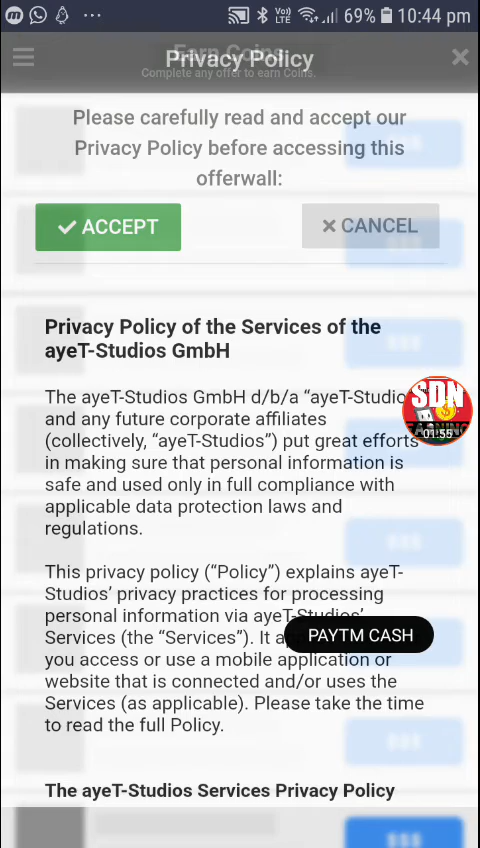 Vo)) LTE 69% 10:44 pm
Earn Coins
Privacy Policy
Complete any offer to earn Coins.
Please carefully read and accept our
Privacy Policy before accessing this
offerwall:
ACCEPT
CANCEL
Privacy Policy of the Services of the
ayeT-Studios GmbH
The ayeT-Studios GmbH d/b/a “ayeT-Studio
and any future corporate affiliates
(collectively, “ayeT-Studios”) put great efforts
in making sure that personal information is
safe and used only in full compliance with
applicable data protection laws and
regulations.
SDN
EARNING
01:55
This privacy policy (“Policy”) explains ayeT-
Studios’ privacy practices for processing
personal information via ayeT-Studios’
Services (the “Services”). It
PAYTM CASH
you access or use a mobile application or
website that is connected and/or uses the
Services (as applicable). Please take the time
to read the full Policy.
The ayeT-Studios Services Privacy Policy